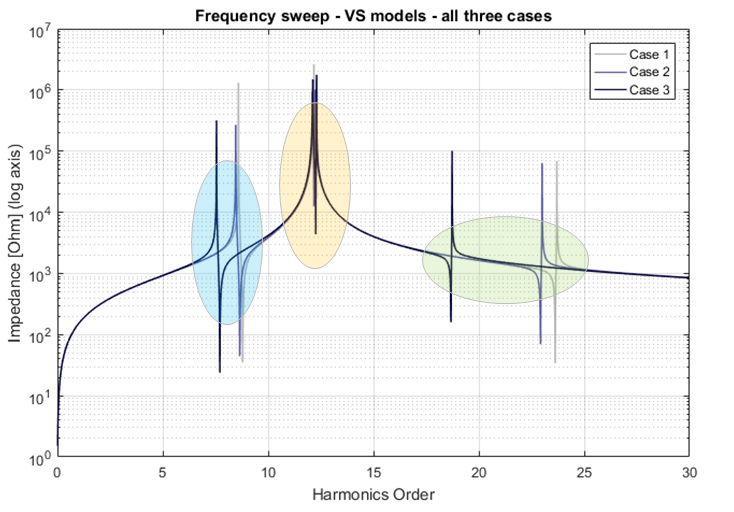 Frequency sweep - VS models - all three cases
10^7
10^6
10^5
10^4
10^3
10^2
10^1
10^0
Impedance [Ohm] (log axis)
Case 1
Case 2
Case 3
0 5 10 15 20 25 30
Harmonics Order